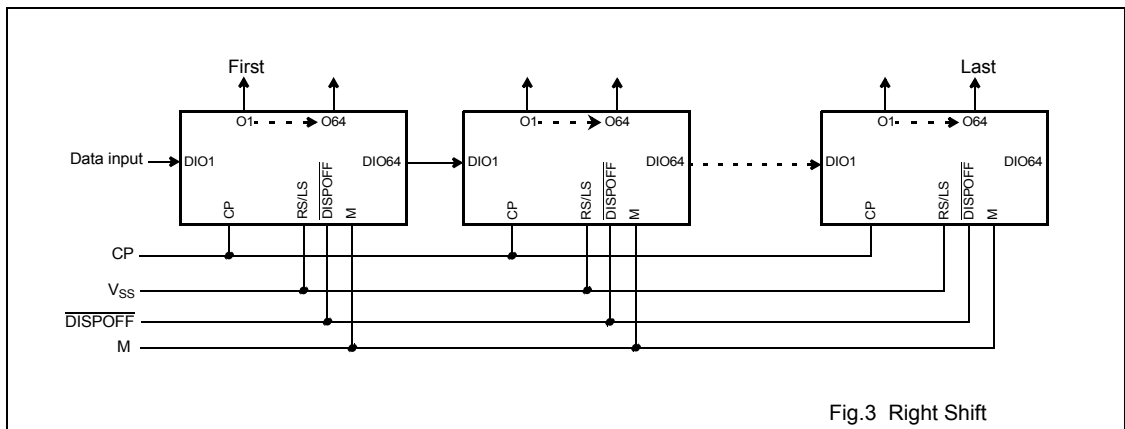 First Last
O1 O64 O1 O64 O1 O64
Data input DIO1 DIO64 DIO1 DIO64 DIO1 DIO64
CP RS/LS DISPOFF M CP RS/LS DISPOFF M CP RS/LS DISPOFF M
CP
VSS
DISPOFF
M
Fig.3 Right Shift